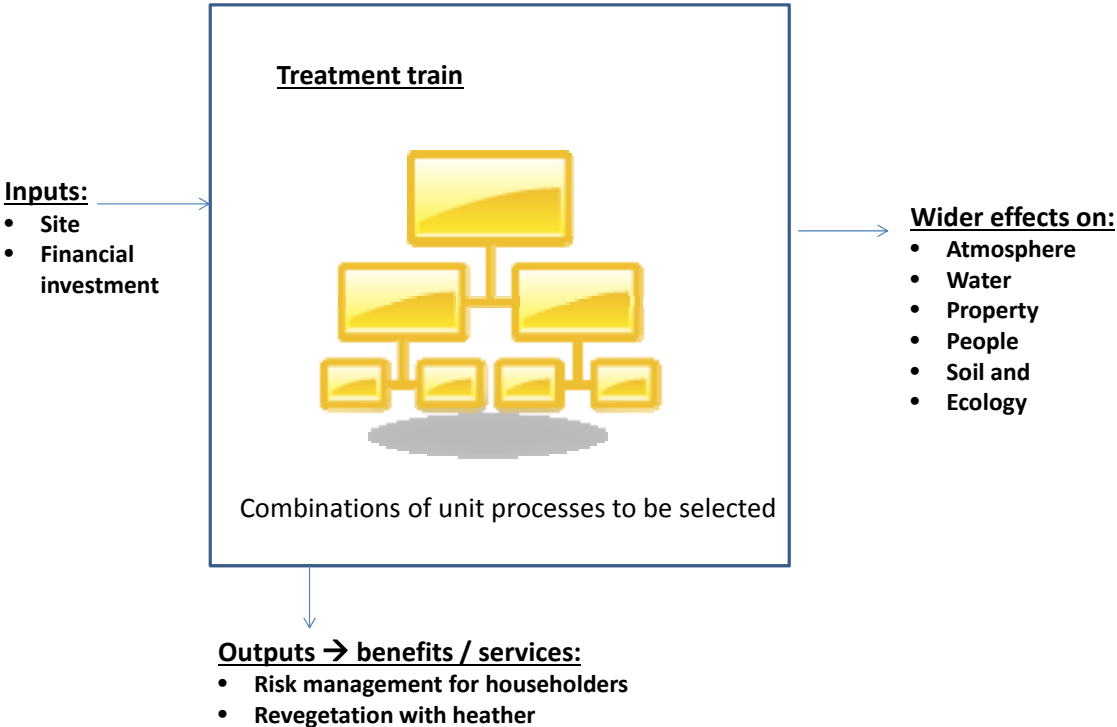 Treatment train
Inputs:
• Site
• Financial
investment
Wider effects on:
• Atmosphere
• Water
• Property
• People
• Soil and
• Ecology
Combinations of unit processes to be selected
Outputs → benefits / services:
• Risk management for householders
• Revegetation with heather